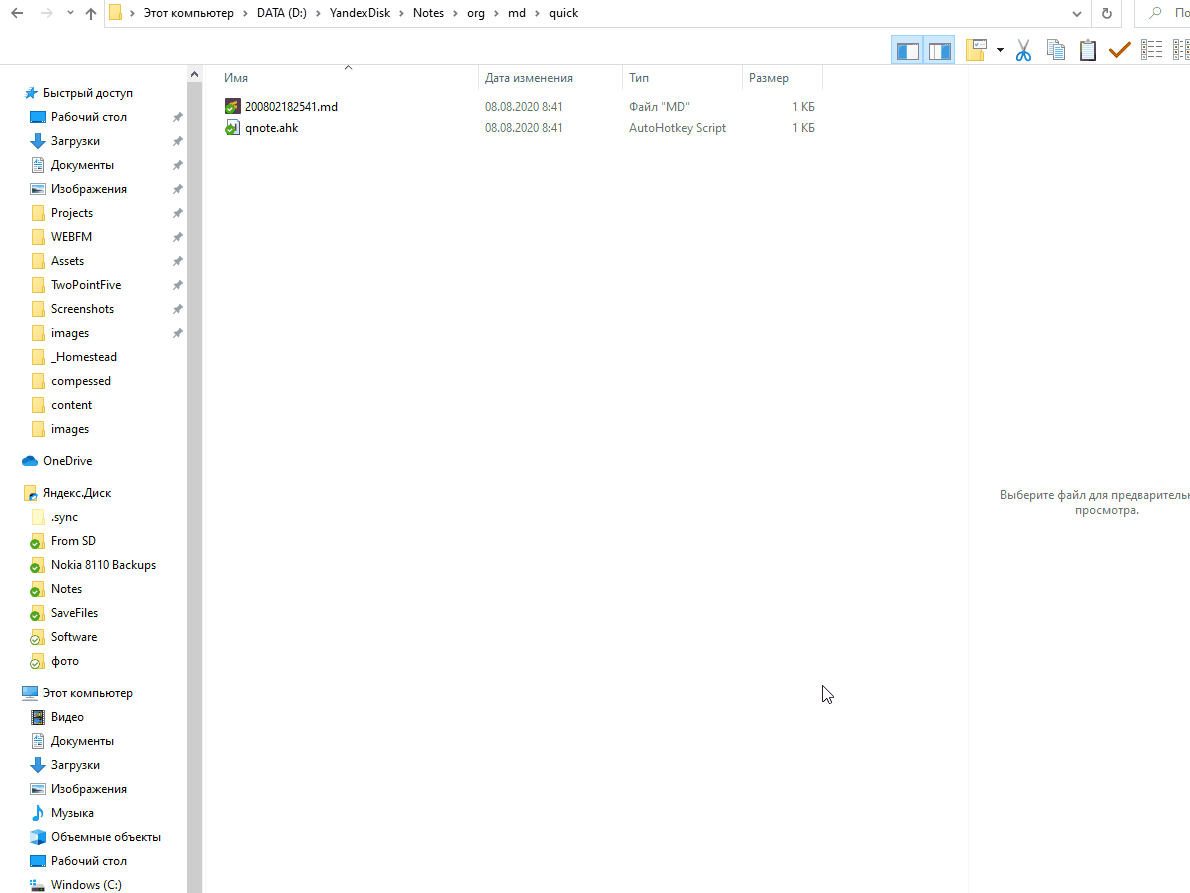 Этот компьютер > DATA (D:) > YandexDisk > Notes > org > md > quick
По
Имя Дата изменения Тип Размер
200802182541.md 08.08.2020 8:41 Файл "MD" 1 КБ
qnote.ahk 08.08.2020 8:41 AutoHotkey Script 1 КБ
Быстрый доступ
Рабочий стол
Загрузки
Документы
Изображения
Projects
WEBFM
Assets
TwoPointFive
Screenshots
images
_Homestead
compessed
content
images
OneDrive
Яндекс.Диск
.sync
From SD
Nokia 8110 Backups
Notes
SaveFiles
Software
фото
Этот компьютер
Видео
Документы
Загрузки
Изображения
Музыка
Объемные объекты
Рабочий стол
Windows (C:)
Выберите файл для предваритель
просмотра.